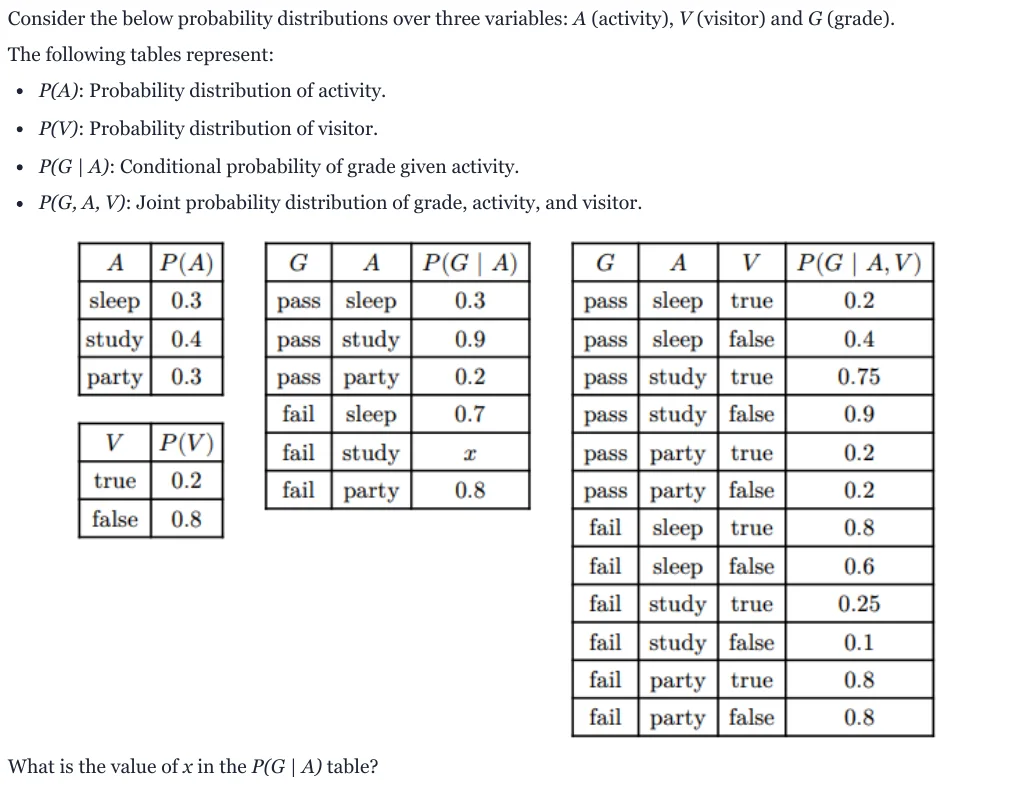 Consider the below probability distributions over three variables: A (activity), V (visitor) and G (grade).
The following tables represent:
• P(A): Probability distribution of activity.
• P(V): Probability distribution of visitor.
• P(G | A): Conditional probability of grade given activity.
• P(G, A, V): Joint probability distribution of grade, activity, and visitor.
A P(A)
sleep 0.3
study 0.4
party 0.3
V P(V)
true 0.2
false 0.8
G A P(G | A)
pass sleep 0.3
pass study 0.9
pass party 0.2
fail sleep 0.7
fail study x
fail party 0.8
G A V P(G | A, V)
pass sleep true 0.2
pass sleep false 0.4
pass study true 0.75
pass study false 0.9
pass party true 0.2
pass party false 0.2
fail sleep true 0.8
fail sleep false 0.6
fail study true 0.25
fail study false 0.1
fail party true 0.8
fail party false 0.8
What is the value of x in the P(G | A) table?